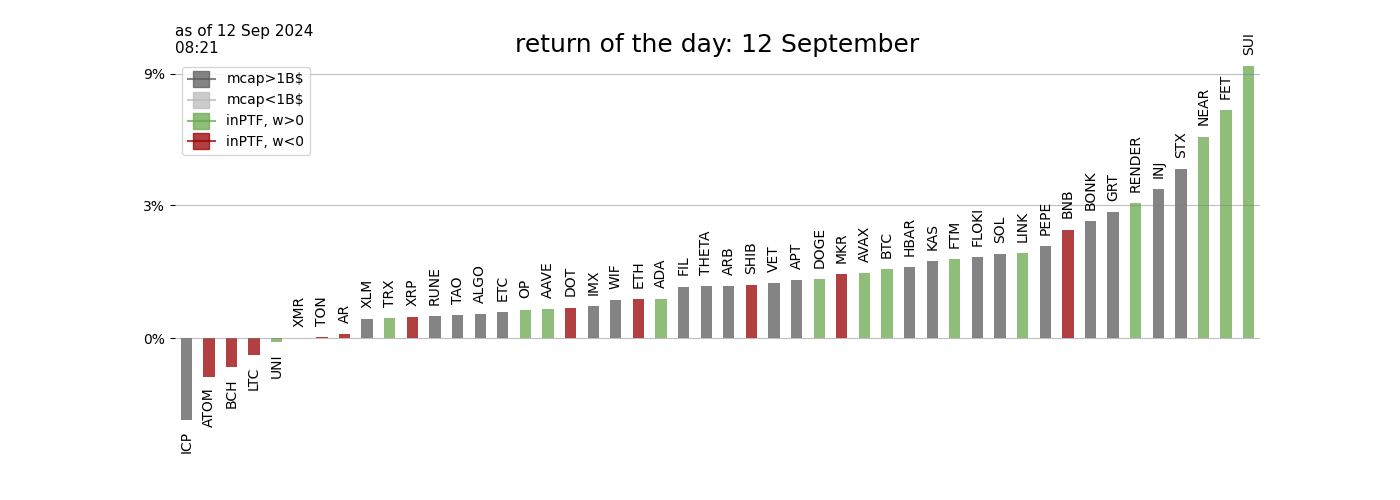 as of 12 Sep 2024
08:21
return of the day: 12 September
mcap>1B$
mcap<1B$
inPTF, w>0
inPTF, w<0
9%
3%
0%
ICP
ATOM
BCH
LTC
UNI
XMR
TON
AR
XLM
TRX
XRP
RUNE
TAO
ALGO
ETC
OP
AAVE
DOT
IMX
WIF
ETH
ADA
FIL
THETA
ARB
SHIB
VET
APT
DOGE
MKR
AVAX
BTC
HBAR
KAS
FTM
FLOKI
SOL
LINK
PEPE
BNB
BONK
GRT
RENDER
INJ
STX
NEAR
FET
SUI